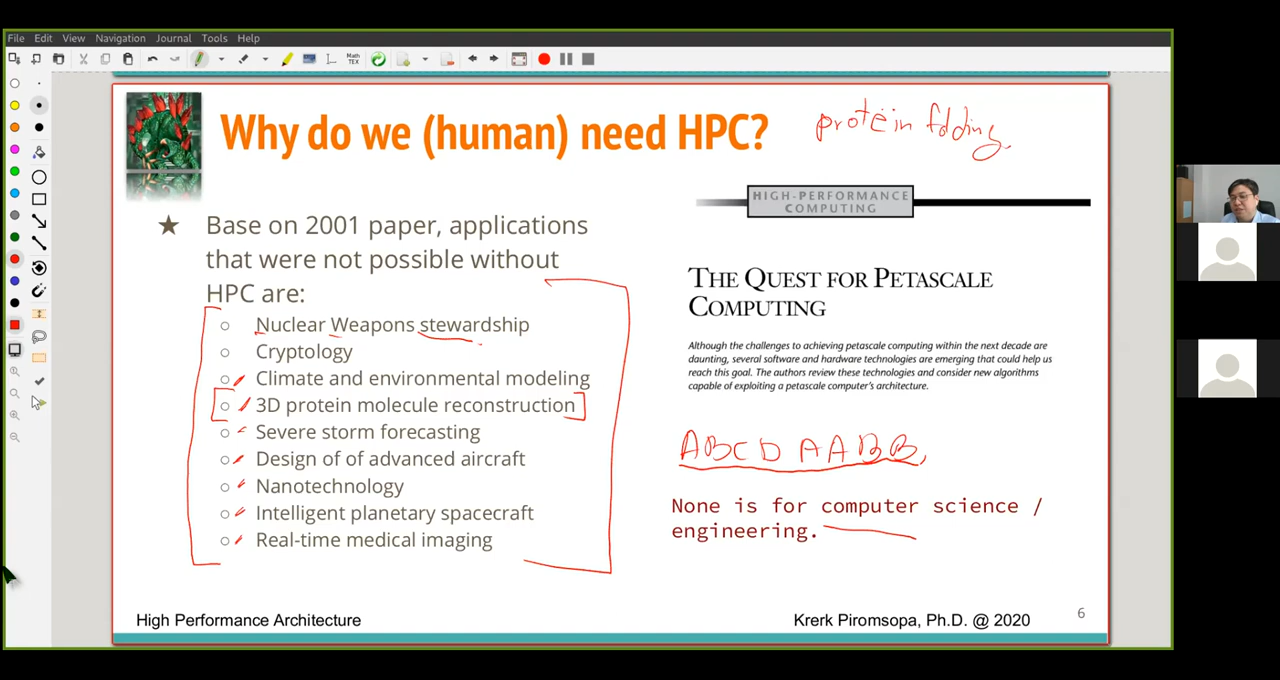 File Edit View Navigation Journal Tools Help
Math
TEX
Why do we (human) need HPC?
protein folding.
★ Base on 2001 paper, applications
that were not possible without
HPC are:
○ Nuclear Weapons stewardship
○ Cryptology
○ Climate and environmental modeling
○ 3D protein molecule reconstruction
○ Severe storm forecasting
○ Design of of advanced aircraft
○ Nanotechnology
○ Intelligent planetary spacecraft
○ Real-time medical imaging
HIGH-PERFORMANCE
COMPUTING
THE QUEST FOR PETASCALE
COMPUTING
Although the challenges to achieving petascale computing within the next decade are
daunting, several software and hardware technologies are emerging that could help us
reach this goal. The authors review these technologies and consider new algorithms
capable of exploiting a petascale computer's architecture.
ABCD AABB,
None is for computer science /
engineering.
High Performance Architecture
Krerk Piromsopa, Ph.D. @ 2020
6